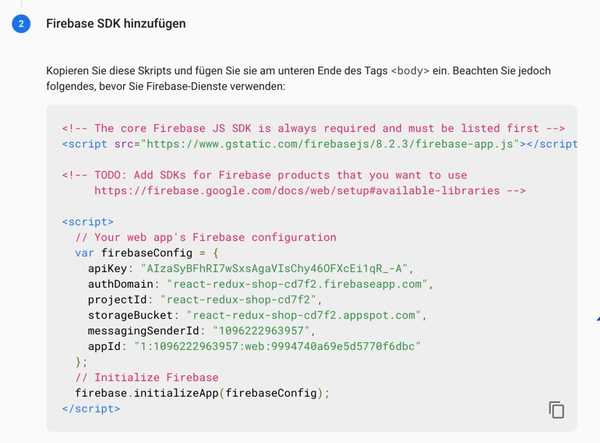 2 Firebase SDK hinzufügen
Kopieren Sie diese Skripts und fügen Sie sie am unteren Ende des Tags <body> ein. Beachten Sie jedoch
folgendes, bevor Sie Firebase-Dienste verwenden:
<!-- The core Firebase JS SDK is always required and must be listed first -->
<script src="https://www.gstatic.com/firebasejs/8.2.3/firebase-app.js"></script
<!-- TODO: Add SDKs for Firebase products that you want to use
https://firebase.google.com/docs/web/setup#available-libraries -->
<script>
// Your web app's Firebase configuration
var firebaseConfig = {
apiKey: "AIzaSyBFhRI7wSxsAgaVIsChy46OFXcEi1qR_-A",
authDomain: "react-redux-shop-cd7f2.firebaseapp.com",
projectId: "react-redux-shop-cd7f2",
storageBucket: "react-redux-shop-cd7f2.appspot.com",
messagingSenderId: "1096222963957",
appId: "1:1096222963957:web:9994740a69e5d5770f6dbc"
};
// Initialize Firebase
firebase.initializeApp(firebaseConfig);
</script>